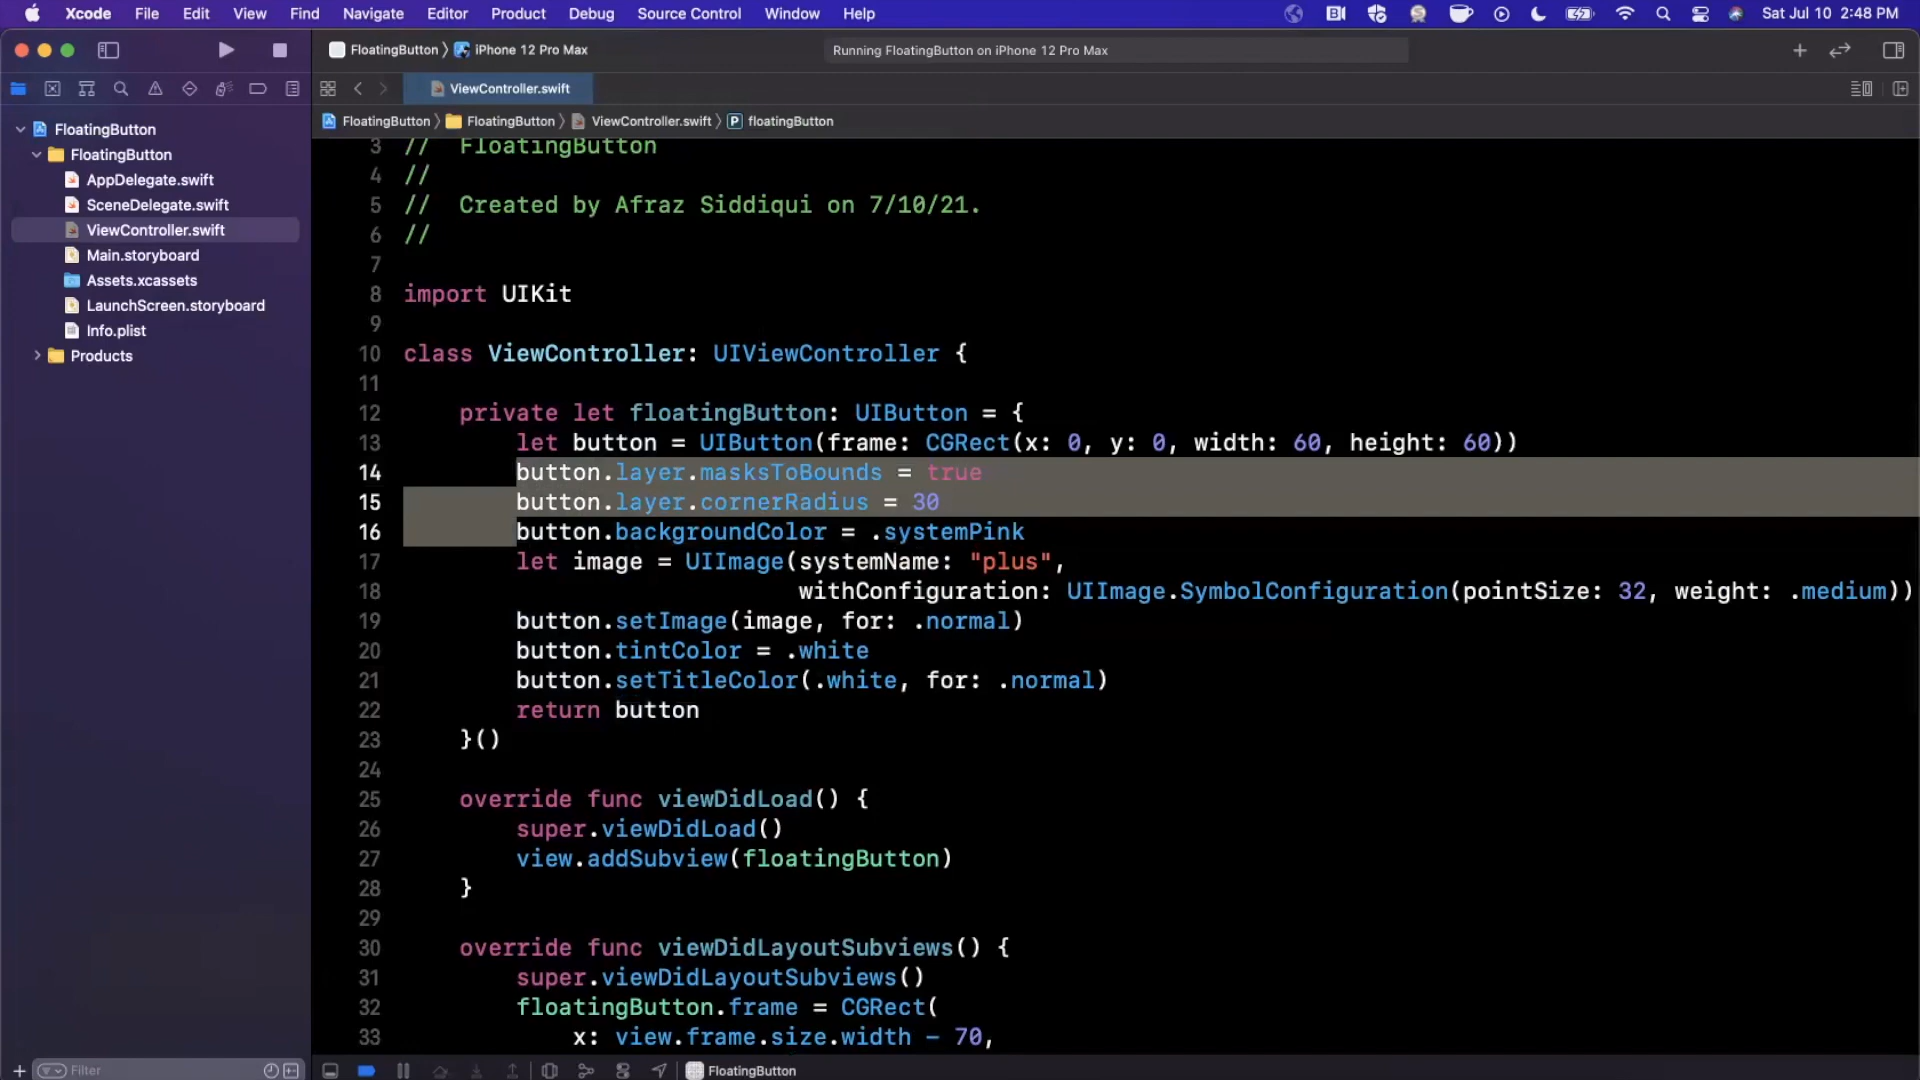 Xcode File Edit View Find Navigate Editor Product Debug Source Control Window Help Sat Jul 10 2:48 PM
FloatingButton iPhone 12 Pro Max Running FloatingButton on iPhone 12 Pro Max
ViewController.swift
FloatingButton FloatingButton ViewController.swift P floatingButton
FloatingButton
FloatingButton
AppDelegate.swift
SceneDelegate.swift
ViewController.swift
Main.storyboard
Assets.xcassets
LaunchScreen.storyboard
Info.plist
Products
3 // FloatingButton
4 //
5 // Created by Afraz Siddiqui on 7/10/21.
6 //
7
8 import UIKit
9
10 class ViewController: UIViewController {
11
12 private let floatingButton: UIButton = {
13 let button = UIButton(frame: CGRect(x: 0, y: 0, width: 60, height: 60))
14 button.layer.masksToBounds = true
15 button.layer.cornerRadius = 30
16 button.backgroundColor = .systemPink
17 let image = UIImage(systemName: "plus",
18 withConfiguration: UIImage.SymbolConfiguration(pointSize: 32, weight: .medium))
19 button.setImage(image, for: .normal)
20 button.tintColor = .white
21 button.setTitleColor(.white, for: .normal)
22 return button
23 }()
24
25 override func viewDidLoad() {
26 super.viewDidLoad()
27 view.addSubview(floatingButton)
28 }
29
30 override func viewDidLayoutSubviews() {
31 super.viewDidLayoutSubviews()
32 floatingButton.frame = CGRect(
33 x: view.frame.size.width - 70,
Filter
FloatingButton